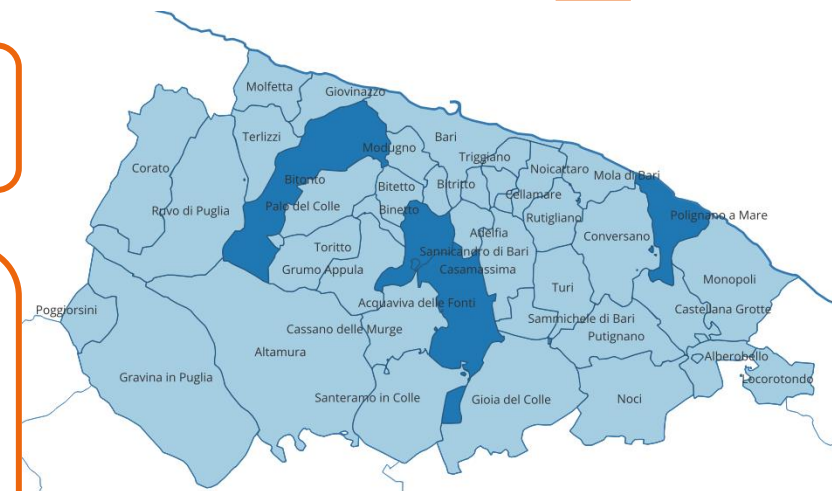 Molfetta
Giovinazzo
Terlizzi
Bari
Modugno
Triggiano
Corato
Noicattaro
Mola di Bari
Bitonto
Bitetto
Bitritto
Cellamare
Ruvo di Puglia
Palo del Colle
Binetto
Rutigliano
Polignano a Mare
Adelfia
Conversano
Toritto
Sannicandro di Bari
Grumo Appula
Casamassima
Monopoli
Turi
Poggiorsini
Acquaviva delle Fonti
Castellana Grotte
Sammichele di Bari
Cassano delle Murge
Putignano
Altamura
Alberobello
Gravina in Puglia
Locorotondo
Santeramo in Colle
Gioia del Colle
Noci